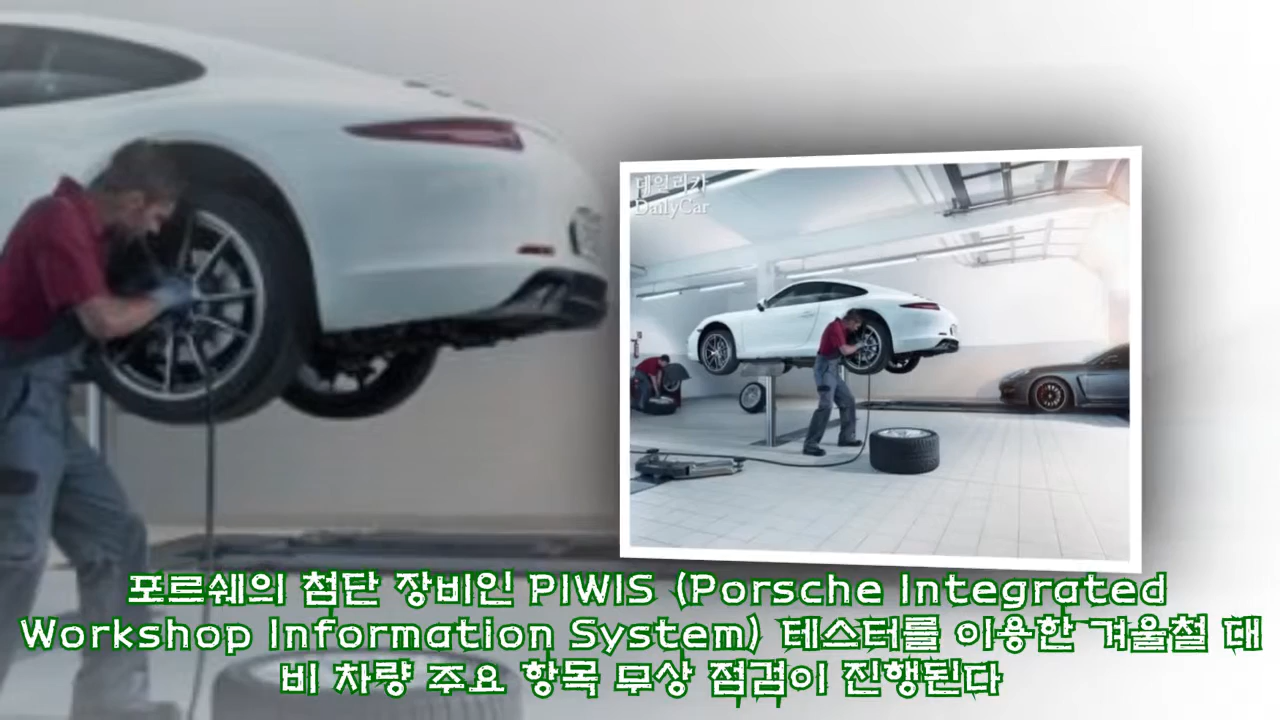 데일리카
DailyCar
포르쉐의 첨단 장비인 PIWIS (Porsche Integrated
Workshop Information System) 테스터를 이용한 겨울철 대
비 차량 주요 항목 무상 점검이 진행된다